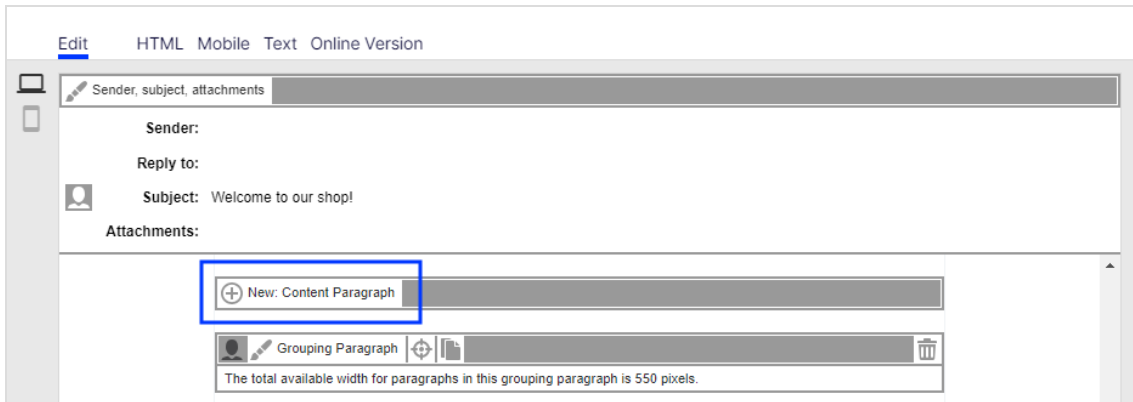 Edit HTML Mobile Text Online Version
Sender, subject, attachments
Sender:
Reply to:
Subject: Welcome to our shop!
Attachments:
New: Content Paragraph
Grouping Paragraph
The total available width for paragraphs in this grouping paragraph is 550 pixels.